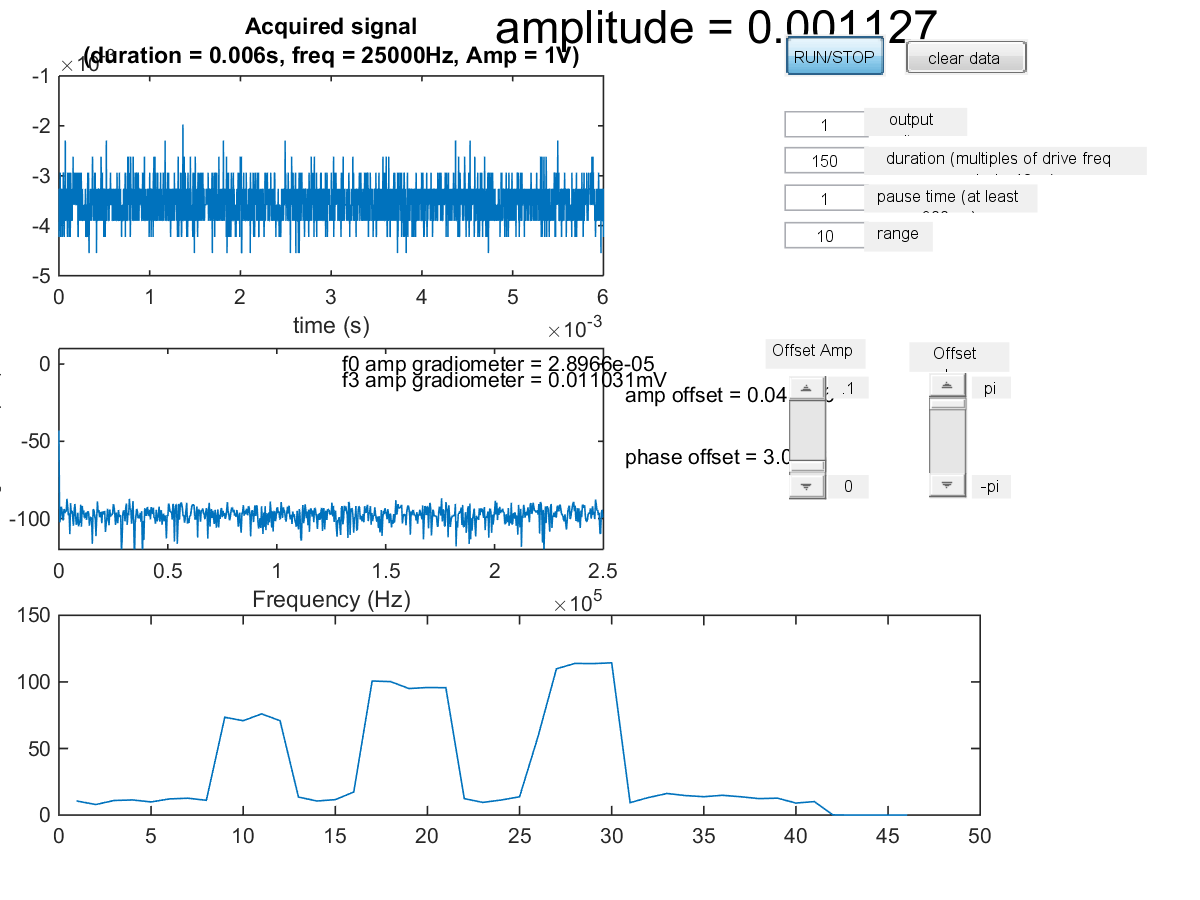 amplitude = 0.001127
Acquired signal
(duration = 0.006s, freq = 25000Hz, Amp = 1V)
RUN/STOP
clear data
-1
-2
-3
-4
-5
0 1 2 3 4 5 6
time (s)
×10-3
1 output
150 duration (multiples of drive freq
1 pause time (at least
10 range
0
-50
-100
f0 amp gradiometer = 2.8966e-05
f3 amp gradiometer = 0.011031mV
0 0.5 1 1.5 2 2.5
Frequency (Hz)
×105
amp offset = 0.04
phase offset = 3.0
Offset Amp
.1
0
Offset
pi
-pi
150
100
50
0
0 5 10 15 20 25 30 35 40 45 50